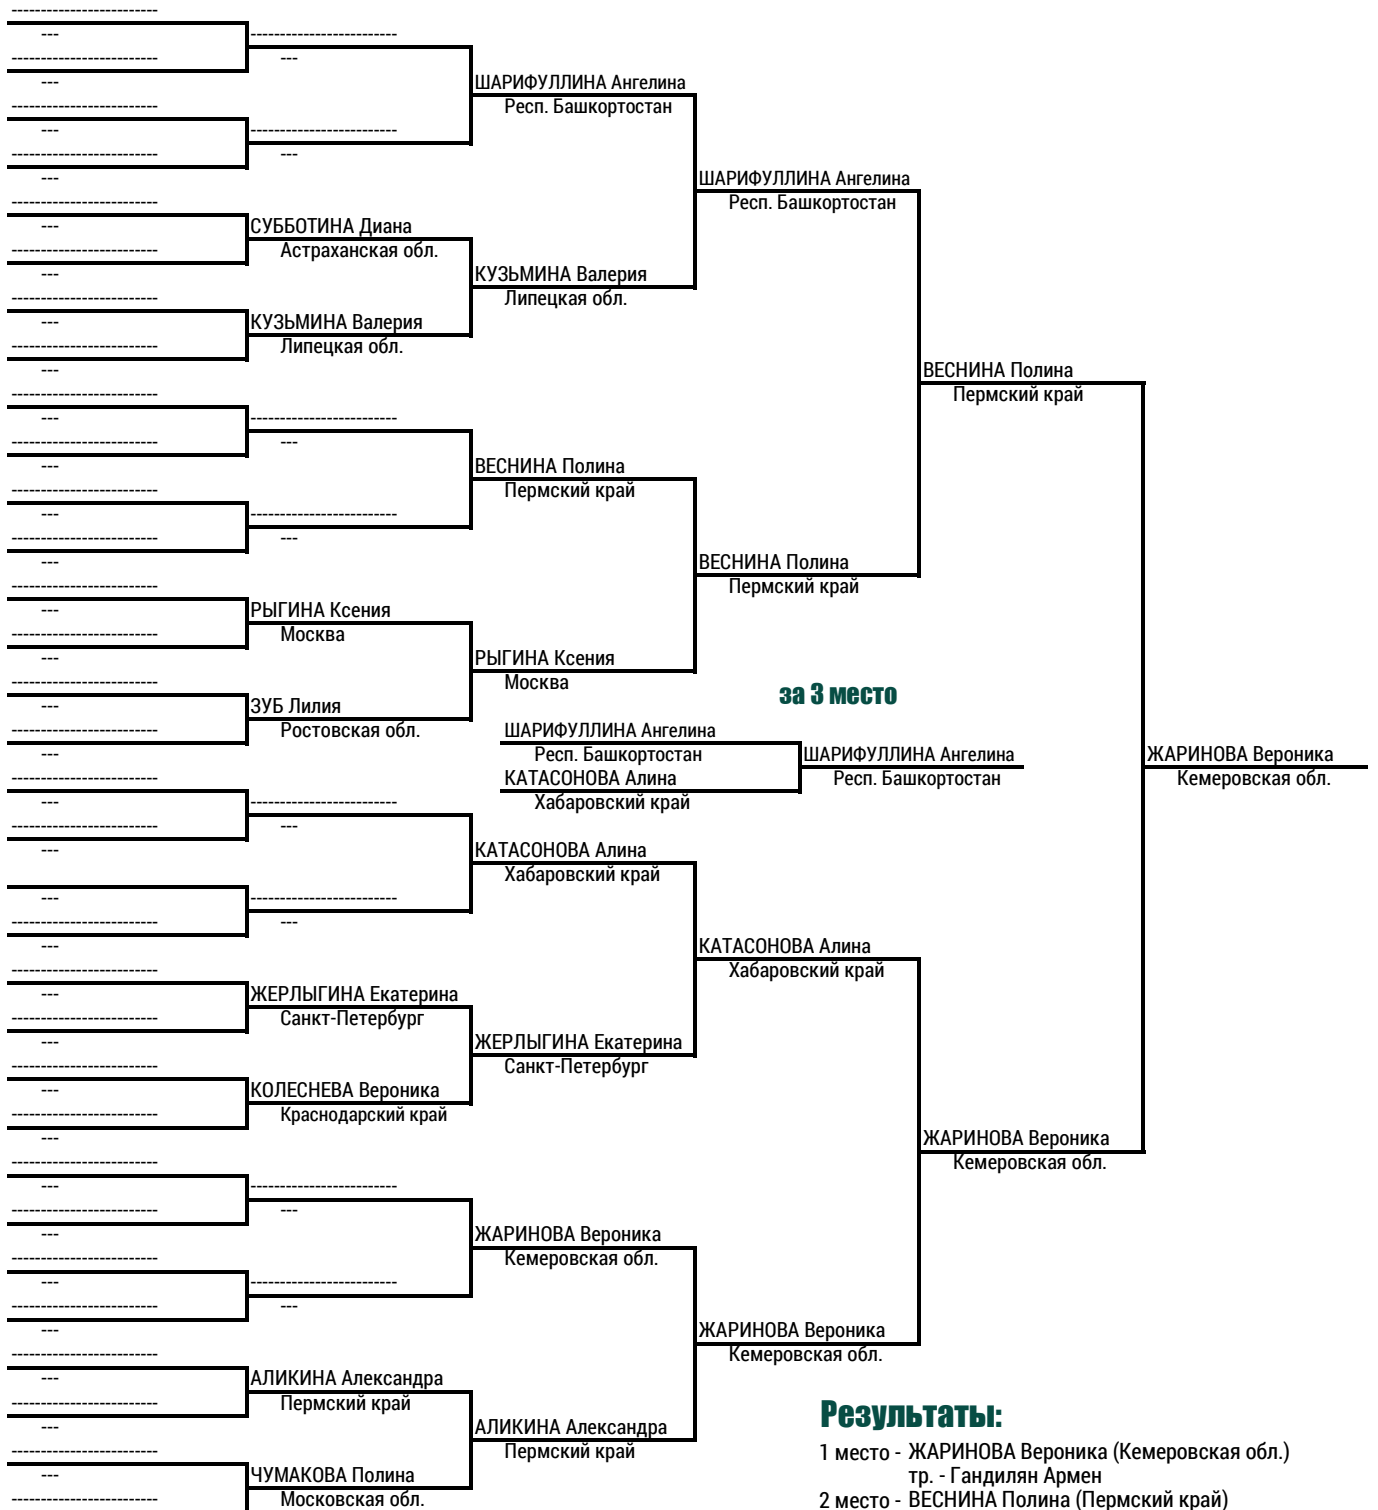 ------------------------
---
------------------------
------------------------
---
------------------------
---
ШАРИФУЛЛИНА Ангелина
Респ. Башкортостан
---
------------------------
---
------------------------
------------------------
---
---
ШАРИФУЛЛИНА Ангелина
Респ. Башкортостан
------------------------
---
СУББОТИНА Диана
Астраханская обл.
------------------------
---
КУЗЬМИНА Валерия
Липецкая обл.
------------------------
---
КУЗЬМИНА Валерия
Липецкая обл.
------------------------
---
ВЕСНИНА Полина
Пермский край
------------------------
---
------------------------
------------------------
---
---
ВЕСНИНА Полина
Пермский край
------------------------
---
------------------------
------------------------
---
---
ВЕСНИНА Полина
Пермский край
------------------------
---
РЫГИНА Ксения
Москва
------------------------
---
РЫГИНА Ксения
Москва
------------------------
---
ЗУБ Лилия
Ростовская обл.
------------------------
---
за 3 место
ШАРИФУЛЛИНА Ангелина
Респ. Башкортостан
КАТАСОНОВА Алина
Хабаровский край
ШАРИФУЛЛИНА Ангелина
Респ. Башкортостан
ЖАРИНОВА Вероника
Кемеровская обл.
------------------------
---
------------------------
------------------------
---
---
КАТАСОНОВА Алина
Хабаровский край
---
------------------------
------------------------
---
---
КАТАСОНОВА Алина
Хабаровский край
------------------------
---
ЖЕРЛЫГИНА Екатерина
Санкт-Петербург
------------------------
---
ЖЕРЛЫГИНА Екатерина
Санкт-Петербург
------------------------
---
КОЛЕСНЕВА Вероника
Краснодарский край
------------------------
---
ЖАРИНОВА Вероника
Кемеровская обл.
------------------------
---
------------------------
------------------------
---
---
ЖАРИНОВА Вероника
Кемеровская обл.
------------------------
---
------------------------
------------------------
---
---
ЖАРИНОВА Вероника
Кемеровская обл.
------------------------
---
АЛИКИНА Александра
Пермский край
------------------------
---
АЛИКИНА Александра
Пермский край
------------------------
---
ЧУМАКОВА Полина
Московская обл.
------------------------
Результаты:
1 место - ЖАРИНОВА Вероника (Кемеровская обл.)
тр. - Гандилян Армен
2 место - ВЕСНИНА Полина (Пермский край)